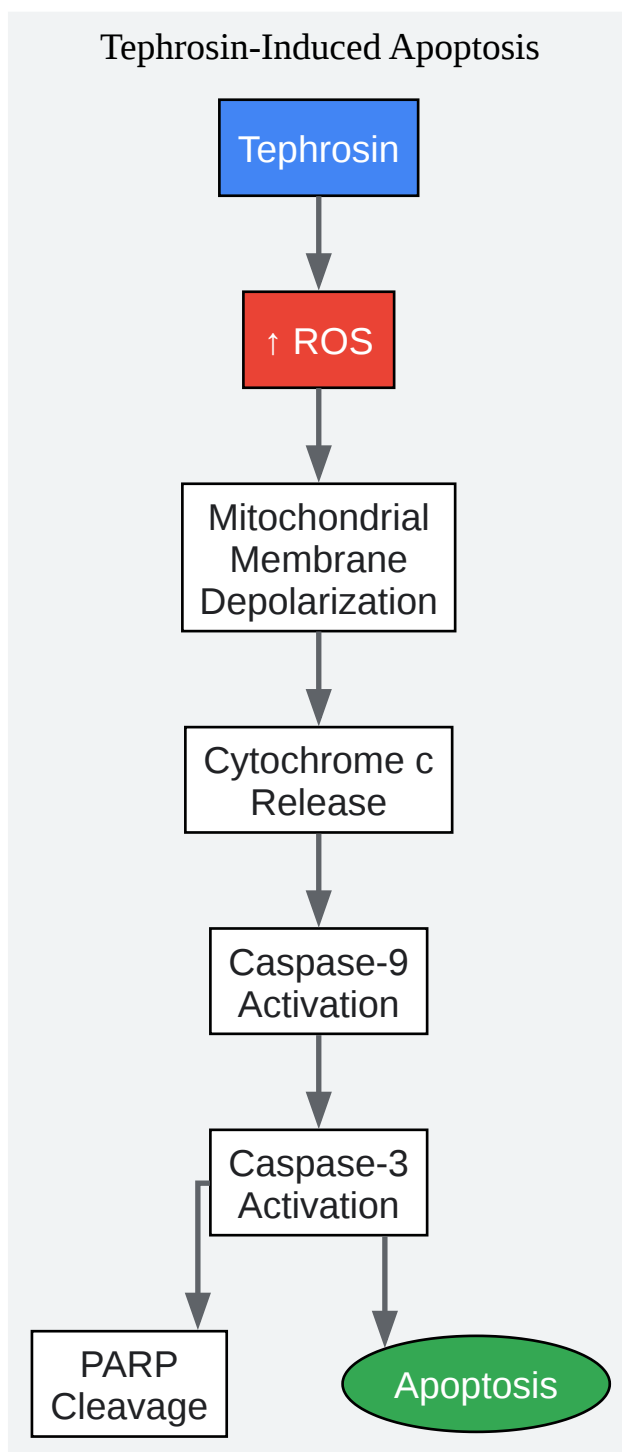 Tephrosin-Induced Apoptosis
Tephrosin
↑ ROS
Mitochondrial
Membrane
Depolarization
Cytochrome c
Release
Caspase-9
Activation
Caspase-3
Activation
PARP
Cleavage
Apoptosis